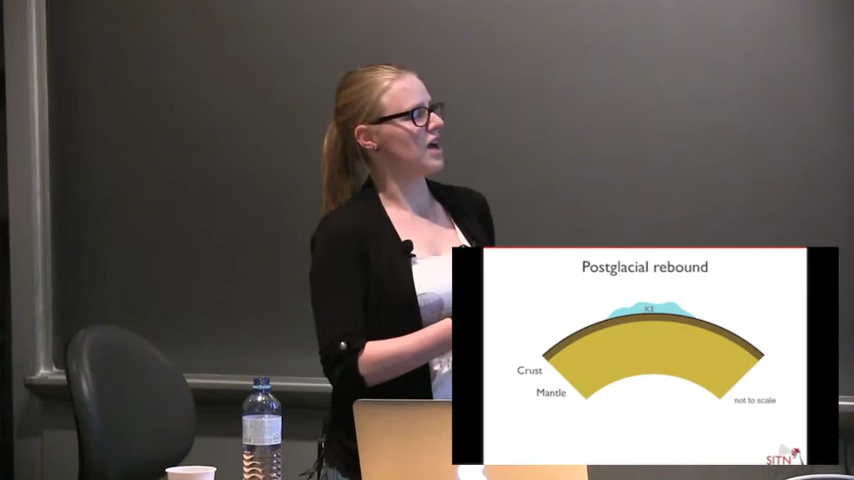 Postglacial rebound
ICE
Crust
Mantle
not to scale
SITN